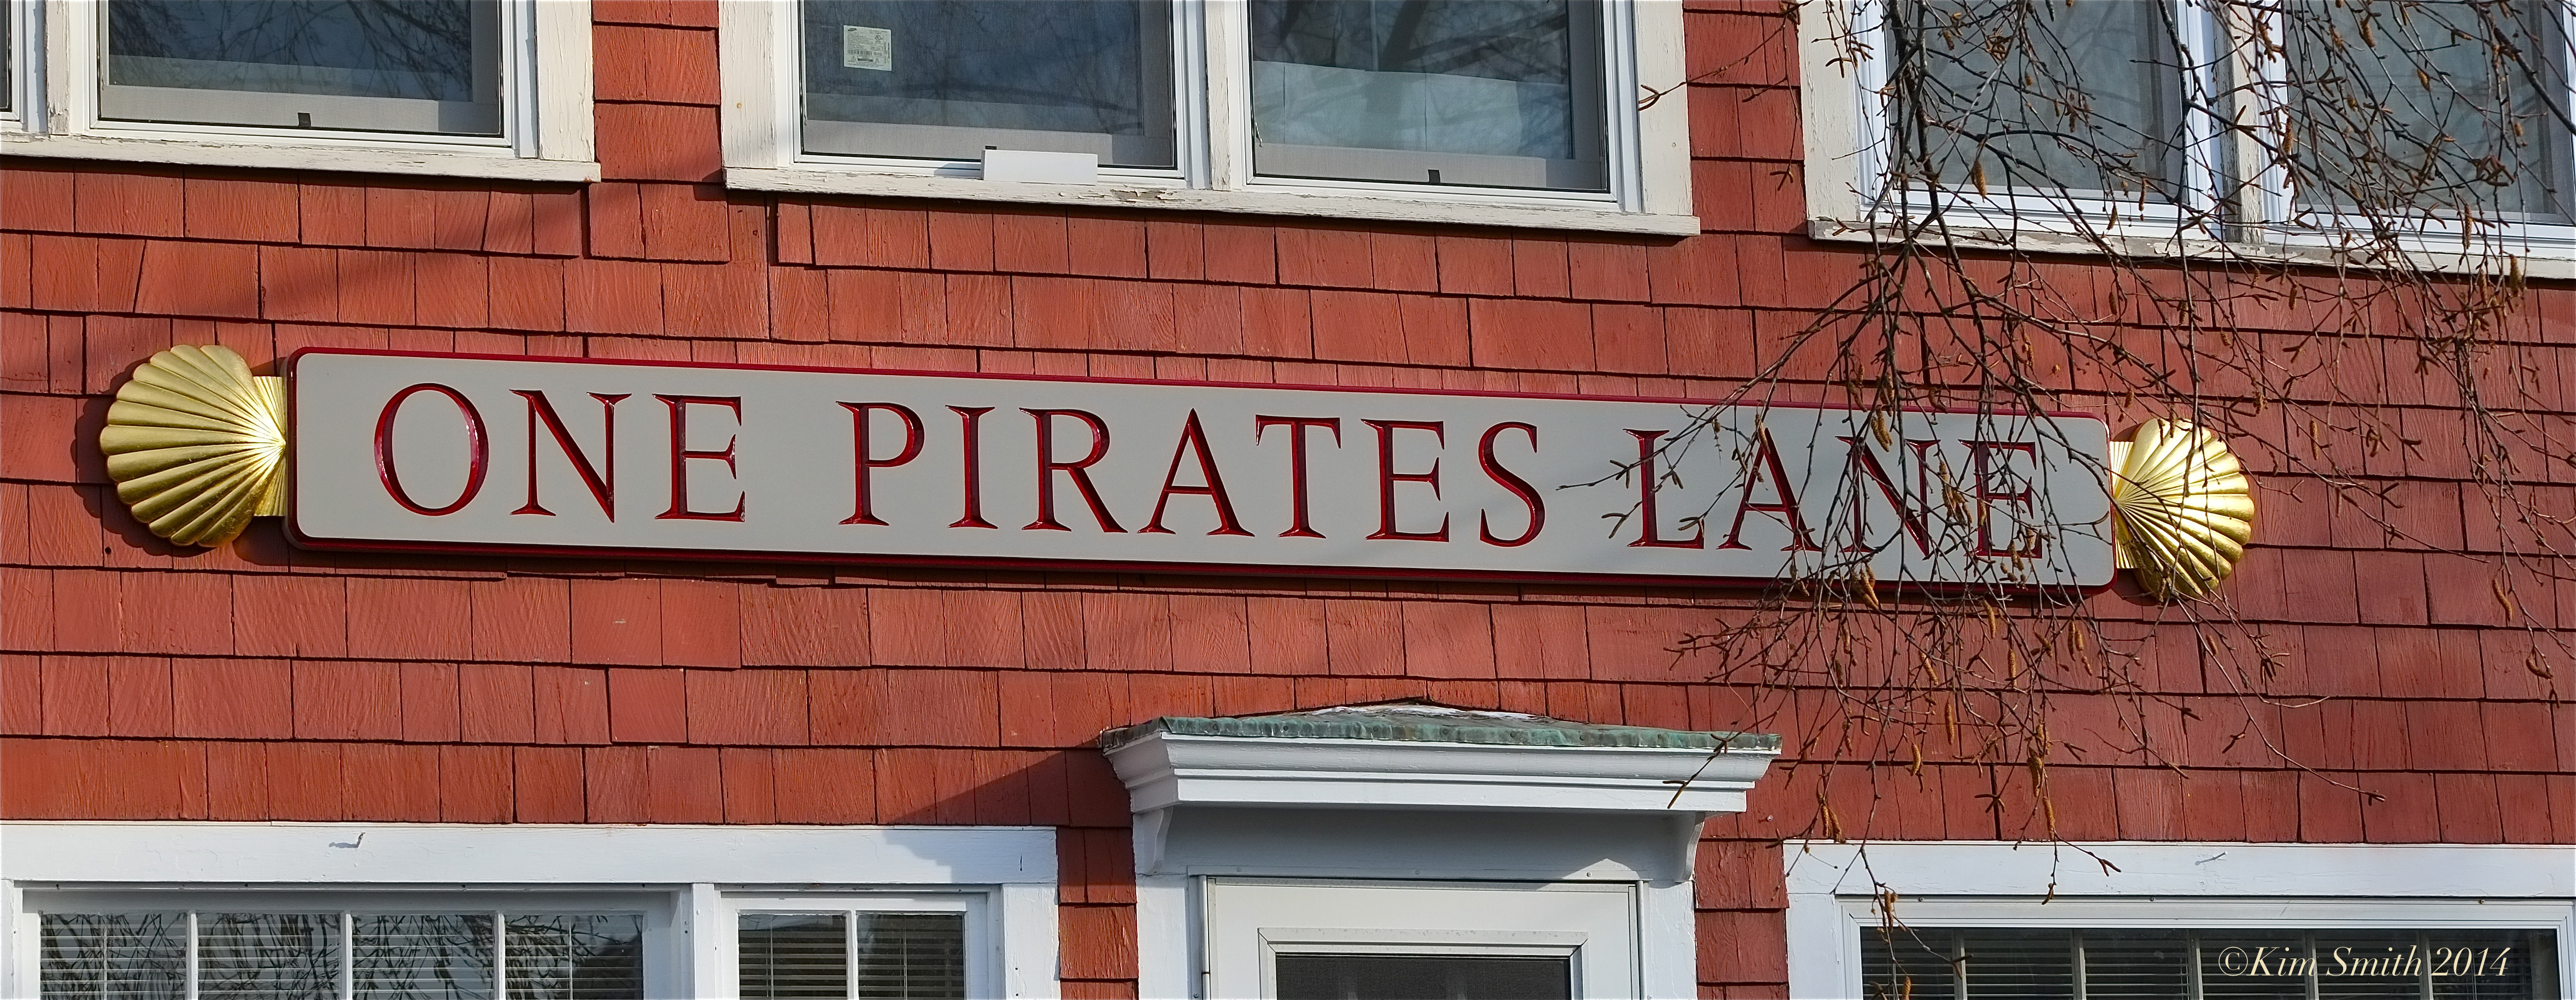 ONE PIRATES LANE
©Kim Smith 2014